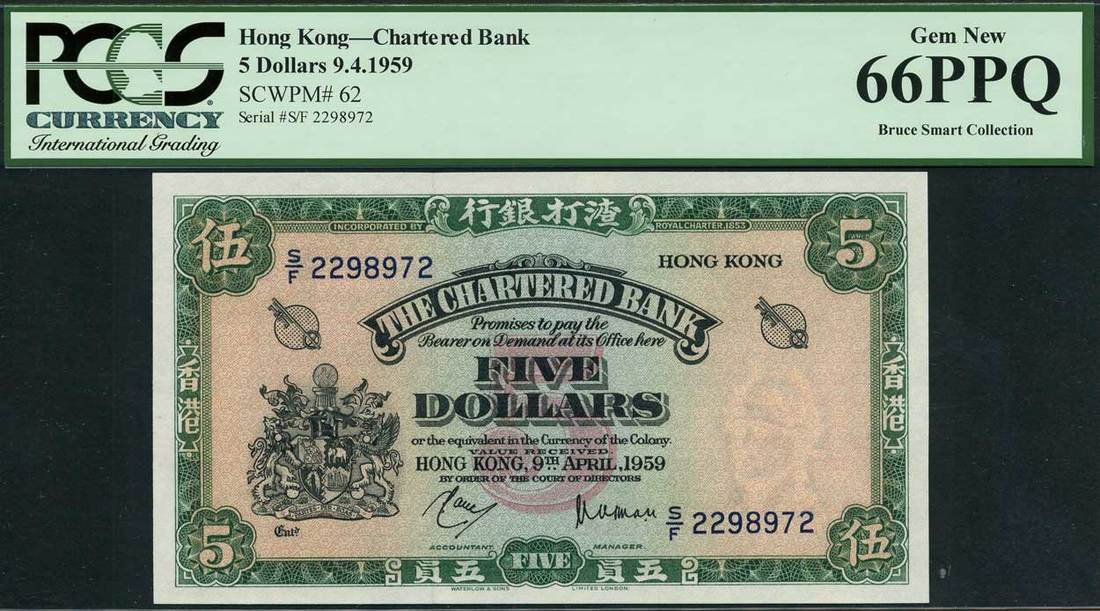 PCGS
CURRENCY
International Grading
Hong Kong—Chartered Bank
5 Dollars 9.4.1959
SCWPM# 62
Serial #S/F 2298972
Gem New
66PPQ
Bruce Smart Collection
行銀打渣
INCORPORATED BY ROYAL CHARTER, 1853
伍
5
S/F 2298972
HONG KONG
THE CHARTERED BANK
Promises to pay the
Bearer on Demand at its Office here
FIVE
DOLLARS
or the equivalent in the Currency of the Colony.
VALUE RECEIVED
HONG KONG, 9TH APRIL, 1959
BY ORDER OF THE COURT OF DIRECTORS
香港
香港
Entd
S/F 2298972
ACCOUNTANT MANAGER
5
伍
員五
FIVE
員五
WATERLOW & SONS LIMITED LONDON.